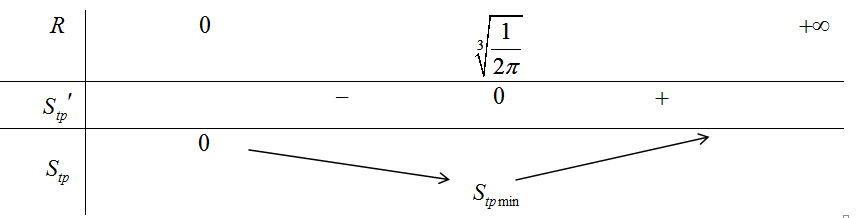 R 0 ∛(1/(2π)) +∞
S_tp' − 0 +
0
S_tp
S_tp min